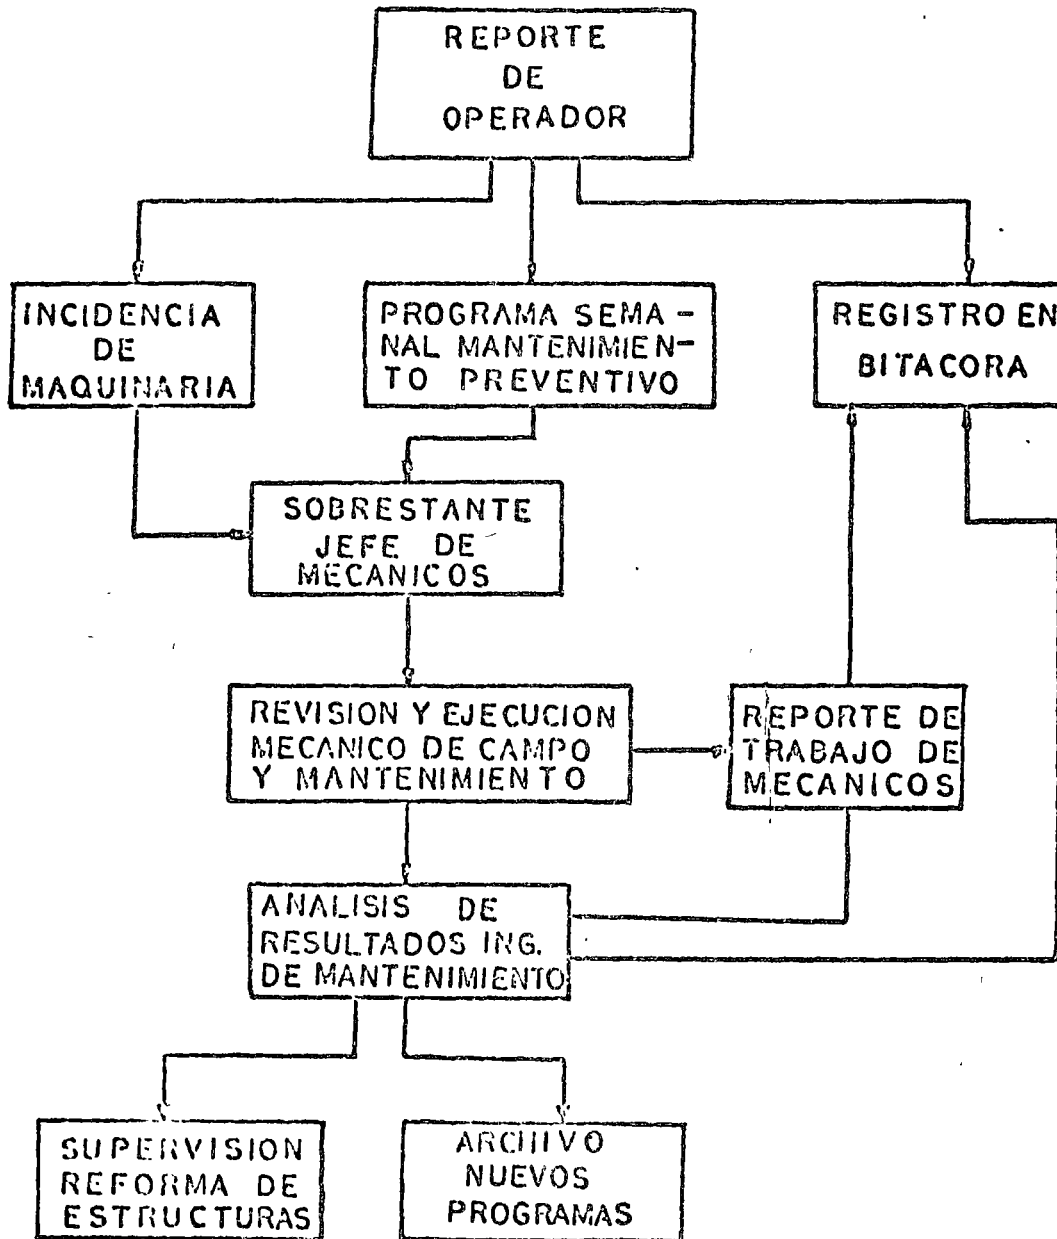 REPORTE
DE
OPERADOR
INCIDENCIA
DE
MAQUINARIA
PROGRAMA SEMA-
NAL MANTENIMIEN-
TO PREVENTIVO
REGISTRO EN
BITACORA
SOBRESTANTE
JEFE DE
MECANICOS
REVISION Y EJECUCION
MECANICO DE CAMPO
Y MANTENIMIENTO
REPORTE DE
TRABAJO DE
MECANICOS
ANALISIS DE
RESULTADOS ING.
DE MANTENIMIENTO
SUPERVISION
REFORMA DE
ESTRUCTURAS
ARCHIVO
NUEVOS
PROGRAMAS